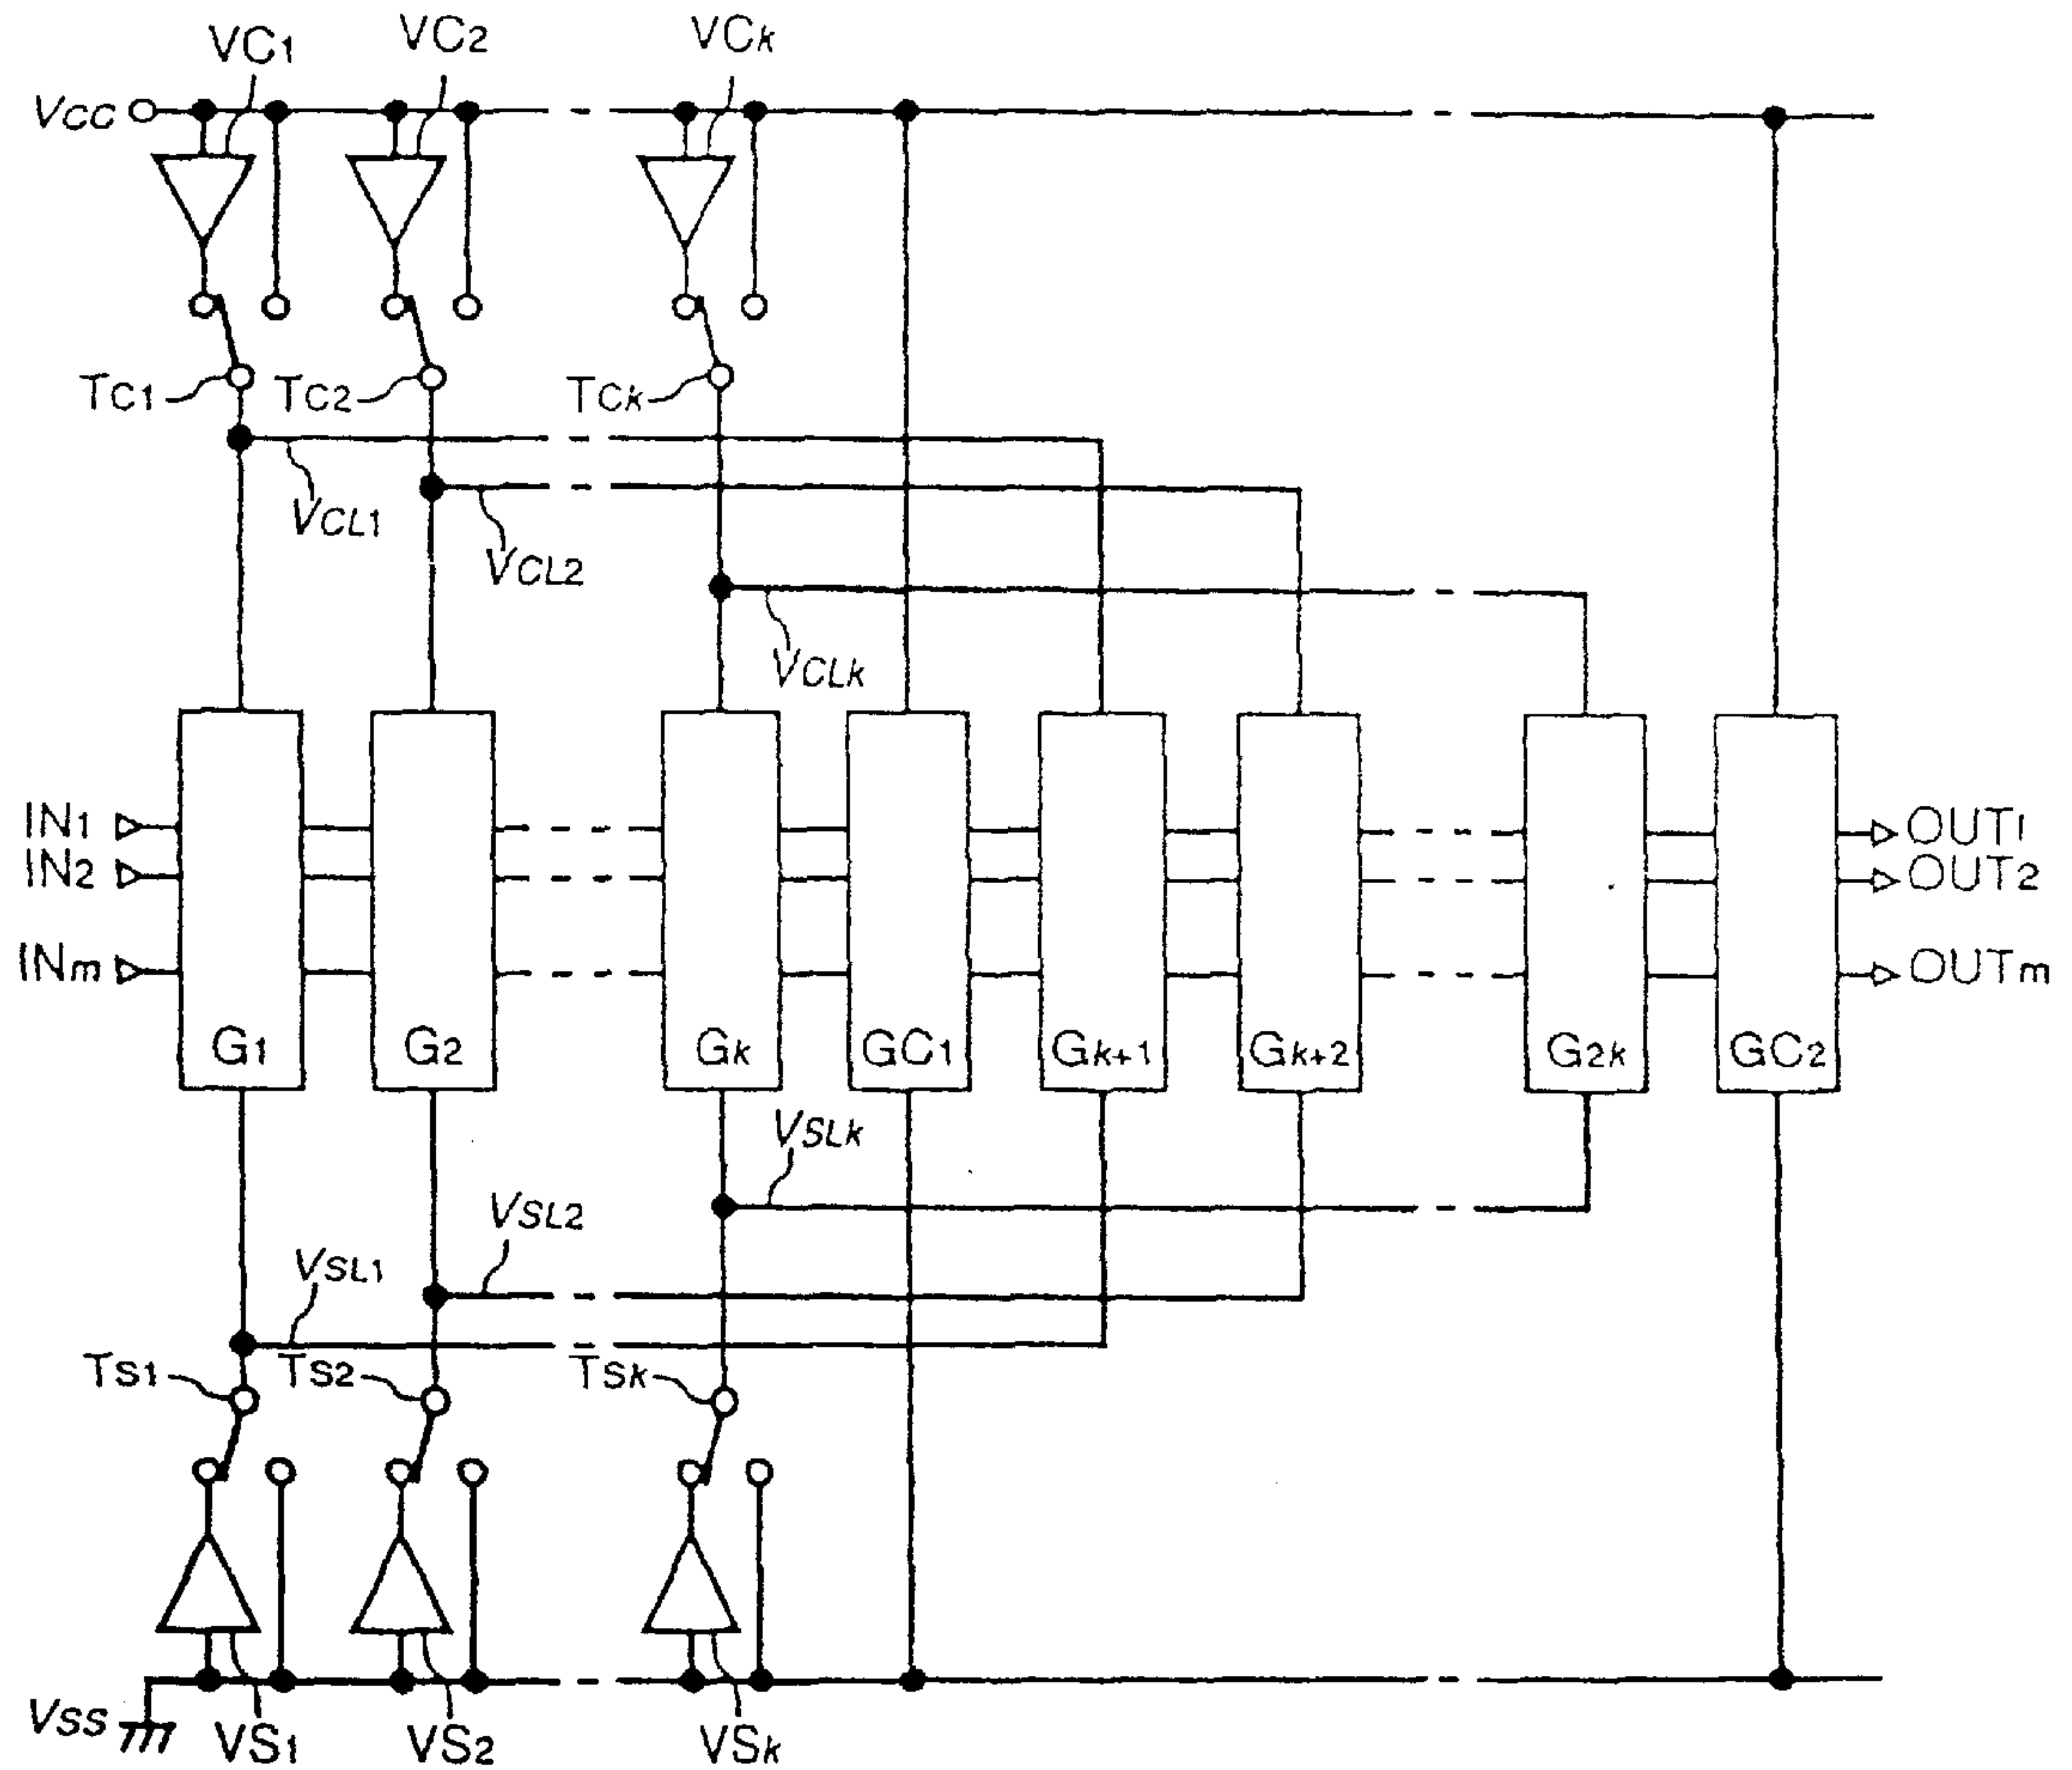 VC1 VC2 VCk
VCC
TC1 TC2 TCk
VCL1
VCL2
VCLk
IN1 OUT1
IN2 OUT2
INm OUTm
G1 G2 Gk GC1 Gk+1 Gk+2 G2k GC2
VSLk
VSL2
VSL1
TS1 TS2 TSk
VSS
VS1 VS2 VSk